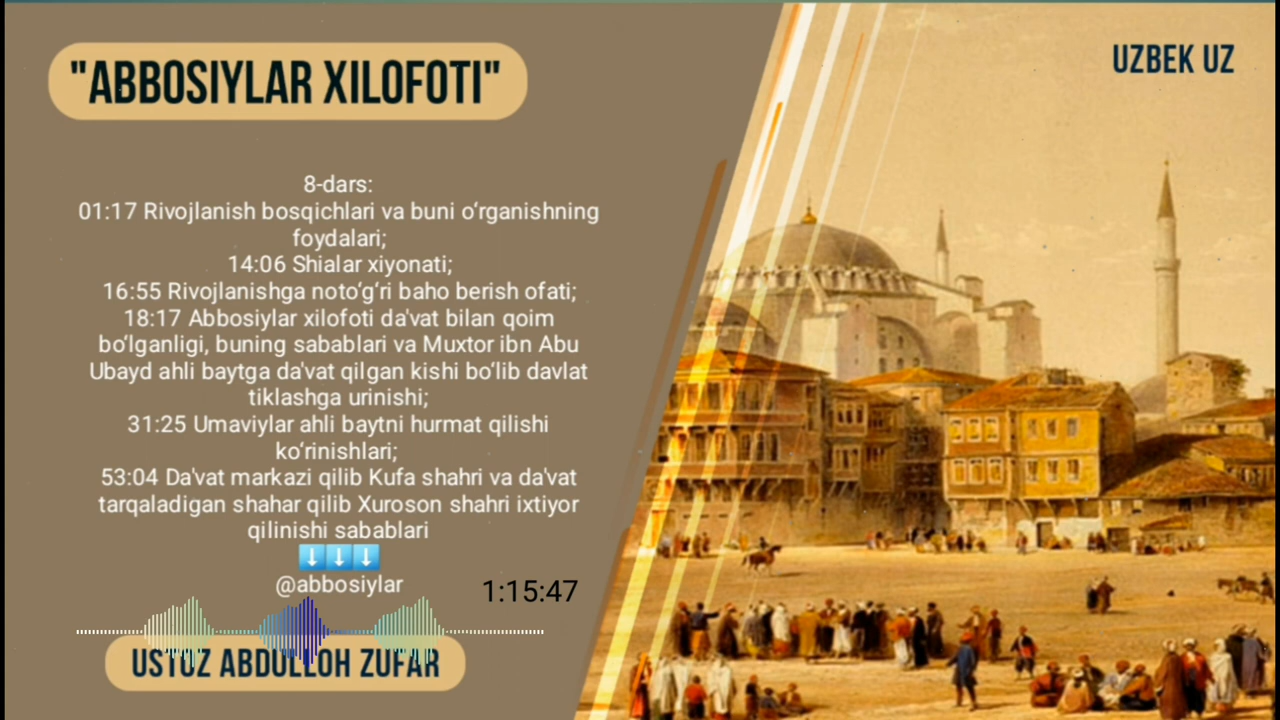 "ABBOSIYLAR XILOFOTI"
UZBEK UZ
8-dars:
01:17 Rivojlanish bosqichlari va buni o‘rganishning
foydalari;
14:06 Shialar xiyonati;
16:55 Rivojlanishga noto‘g‘ri baho berish ofati;
18:17 Abbosiylar xilofoti da'vat bilan qoim
bo‘lganligi, buning sabablari va Muxtor ibn Abu
Ubayd ahli baytga da'vat qilgan kishi bo‘lib davlat
tiklashga urinishi;
31:25 Umaviylar ahli baytni hurmat qilishi
ko‘rinishlari;
53:04 Da'vat markazi qilib Kufa shahri va da'vat
tarqaladigan shahar qilib Xuroson shahri ixtiyor
qilinishi sabablari
⬇️⬇️⬇️
@abbosiylar
1:15:47
USTOZ ABDULLOH ZUFAR